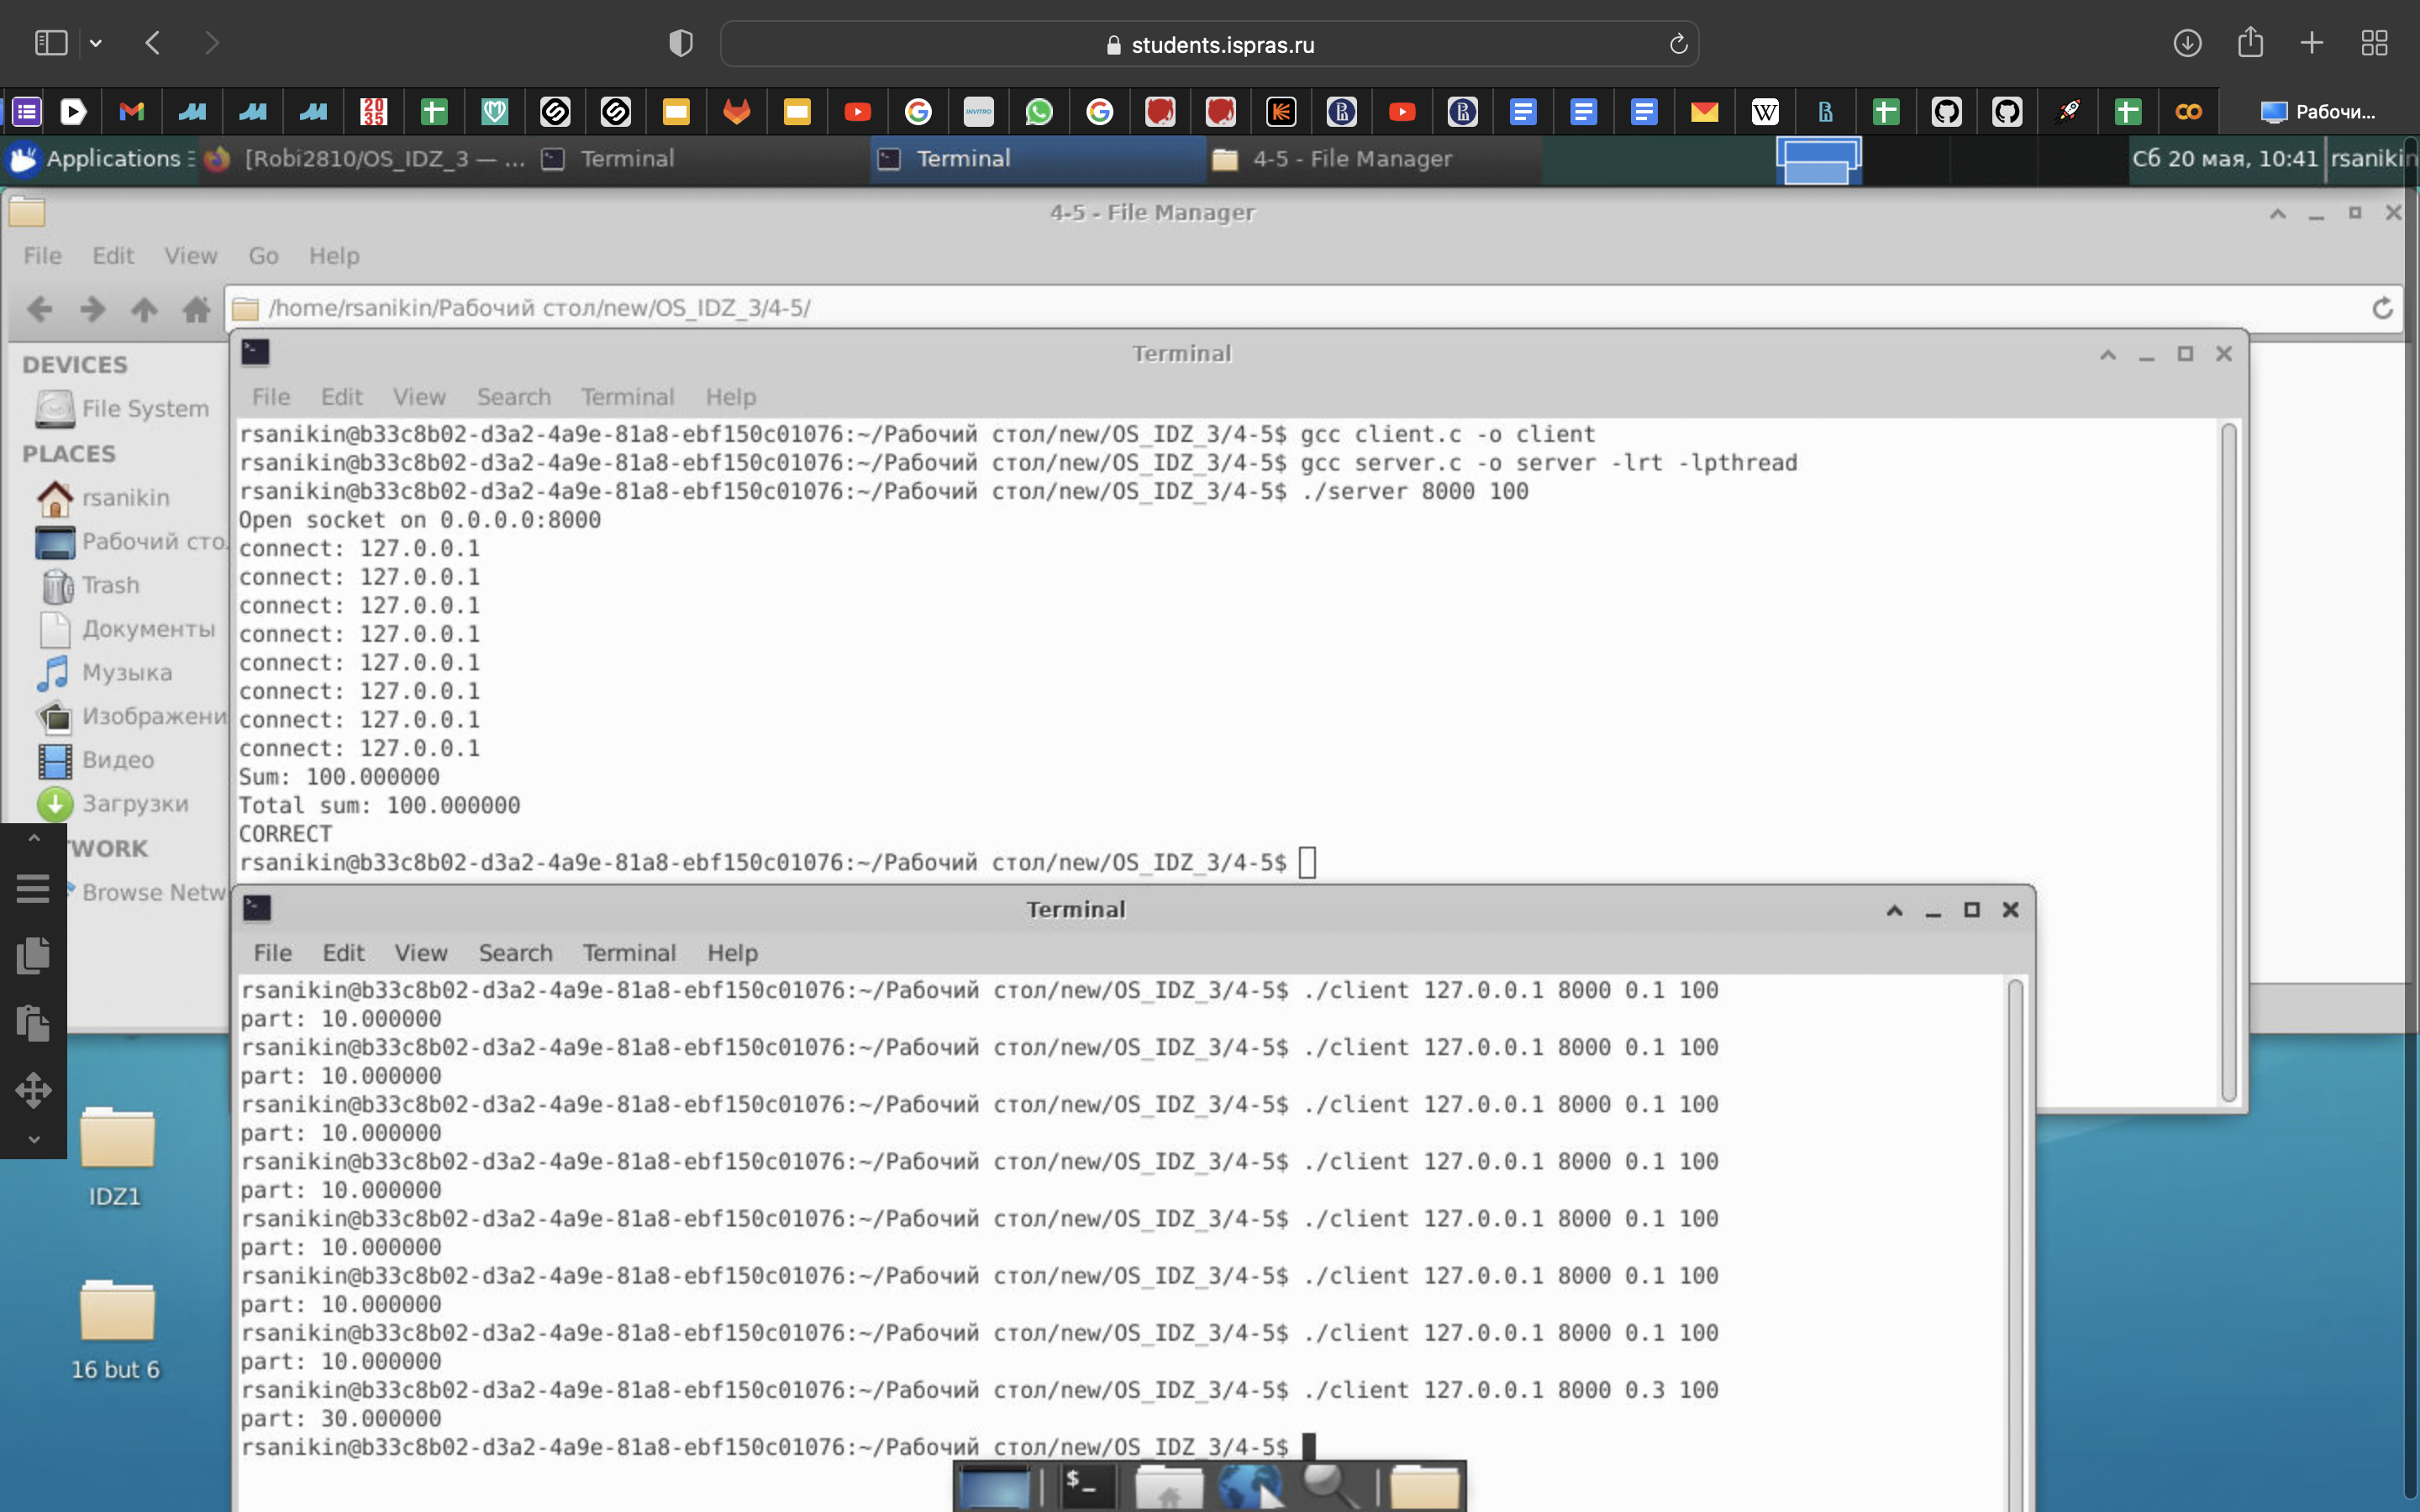 students.ispras.ru
20 35
INVITRO
W
Рабочи...
Applications
[Robi2810/OS_IDZ_3 — ...
Terminal
Terminal
4-5 - File Manager
Сб 20 мая, 10:41
rsanikin
4-5 - File Manager
File Edit View Go Help
/home/rsanikin/Рабочий стол/new/OS_IDZ_3/4-5/
DEVICES
File System
PLACES
rsanikin
Рабочий сто
Trash
Документы
Музыка
Изображени
Видео
Загрузки
TWORK
Browse Netw
Terminal
File Edit View Search Terminal Help
rsanikin@b33c8b02-d3a2-4a9e-81a8-ebf150c01076:~/Рабочий стол/new/OS_IDZ_3/4-5$ gcc client.c -o client
rsanikin@b33c8b02-d3a2-4a9e-81a8-ebf150c01076:~/Рабочий стол/new/OS_IDZ_3/4-5$ gcc server.c -o server -lrt -lpthread
rsanikin@b33c8b02-d3a2-4a9e-81a8-ebf150c01076:~/Рабочий стол/new/OS_IDZ_3/4-5$ ./server 8000 100
Open socket on 0.0.0.0:8000
connect: 127.0.0.1
connect: 127.0.0.1
connect: 127.0.0.1
connect: 127.0.0.1
connect: 127.0.0.1
connect: 127.0.0.1
connect: 127.0.0.1
connect: 127.0.0.1
Sum: 100.000000
Total sum: 100.000000
CORRECT
rsanikin@b33c8b02-d3a2-4a9e-81a8-ebf150c01076:~/Рабочий стол/new/OS_IDZ_3/4-5$
Terminal
File Edit View Search Terminal Help
rsanikin@b33c8b02-d3a2-4a9e-81a8-ebf150c01076:~/Рабочий стол/new/OS_IDZ_3/4-5$ ./client 127.0.0.1 8000 0.1 100
part: 10.000000
rsanikin@b33c8b02-d3a2-4a9e-81a8-ebf150c01076:~/Рабочий стол/new/OS_IDZ_3/4-5$ ./client 127.0.0.1 8000 0.1 100
part: 10.000000
rsanikin@b33c8b02-d3a2-4a9e-81a8-ebf150c01076:~/Рабочий стол/new/OS_IDZ_3/4-5$ ./client 127.0.0.1 8000 0.1 100
part: 10.000000
rsanikin@b33c8b02-d3a2-4a9e-81a8-ebf150c01076:~/Рабочий стол/new/OS_IDZ_3/4-5$ ./client 127.0.0.1 8000 0.1 100
part: 10.000000
rsanikin@b33c8b02-d3a2-4a9e-81a8-ebf150c01076:~/Рабочий стол/new/OS_IDZ_3/4-5$ ./client 127.0.0.1 8000 0.1 100
part: 10.000000
rsanikin@b33c8b02-d3a2-4a9e-81a8-ebf150c01076:~/Рабочий стол/new/OS_IDZ_3/4-5$ ./client 127.0.0.1 8000 0.1 100
part: 10.000000
rsanikin@b33c8b02-d3a2-4a9e-81a8-ebf150c01076:~/Рабочий стол/new/OS_IDZ_3/4-5$ ./client 127.0.0.1 8000 0.1 100
part: 10.000000
rsanikin@b33c8b02-d3a2-4a9e-81a8-ebf150c01076:~/Рабочий стол/new/OS_IDZ_3/4-5$ ./client 127.0.0.1 8000 0.3 100
part: 30.000000
rsanikin@b33c8b02-d3a2-4a9e-81a8-ebf150c01076:~/Рабочий стол/new/OS_IDZ_3/4-5$
IDZ1
16 but 6